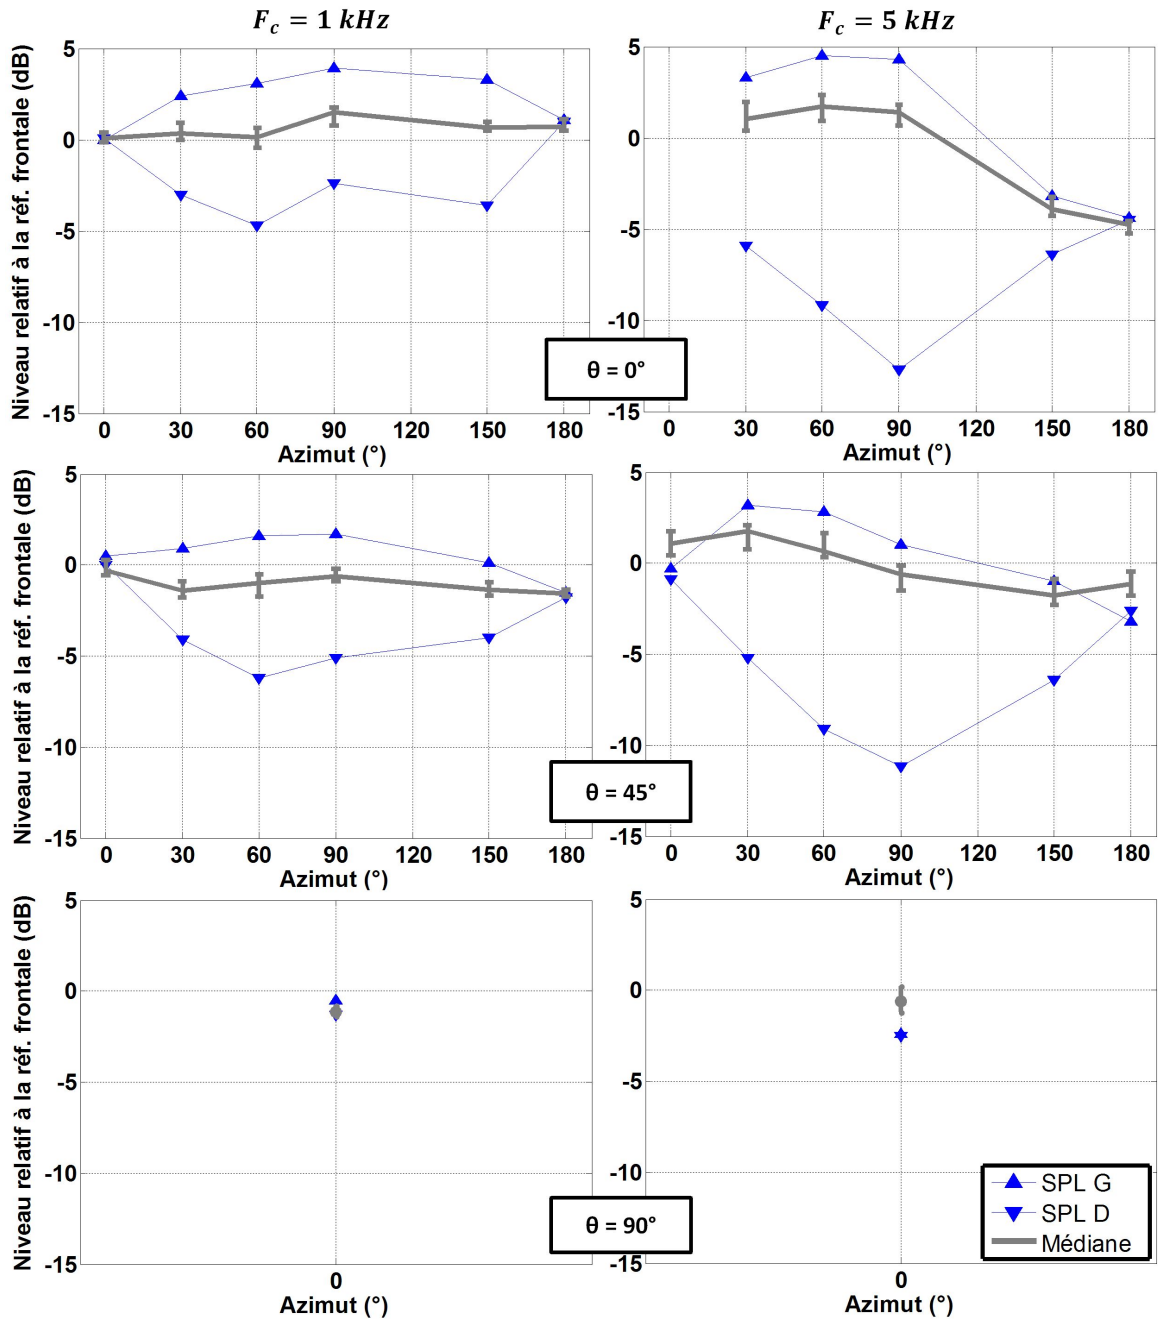 F_c = 1 kHz
F_c = 5 kHz
Niveau relatif à la réf. frontale (dB)
5
0
-5
-10
-15
0 30 60 90 120 150 180
Azimut (°)
5
0
-5
-10
-15
0 30 60 90 120 150 180
Azimut (°)
θ = 0°
Niveau relatif à la réf. frontale (dB)
5
0
-5
-10
-15
0 30 60 90 120 150 180
Azimut (°)
5
0
-5
-10
-15
0 30 60 90 120 150 180
Azimut (°)
θ = 45°
Niveau relatif à la réf. frontale (dB)
5
0
-5
-10
-15
0
Azimut (°)
5
0
-5
-10
-15
0
Azimut (°)
θ = 90°
SPL G
SPL D
Médiane